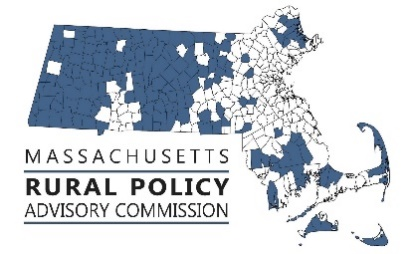 MASSACHUSETTS
RURAL POLICY
ADVISORY COMMISSION